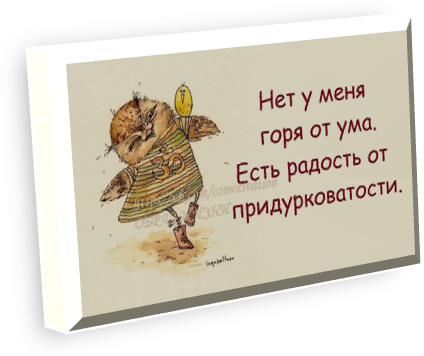 Нет у меня
горя от ума.
Есть радость от
придурковатости.